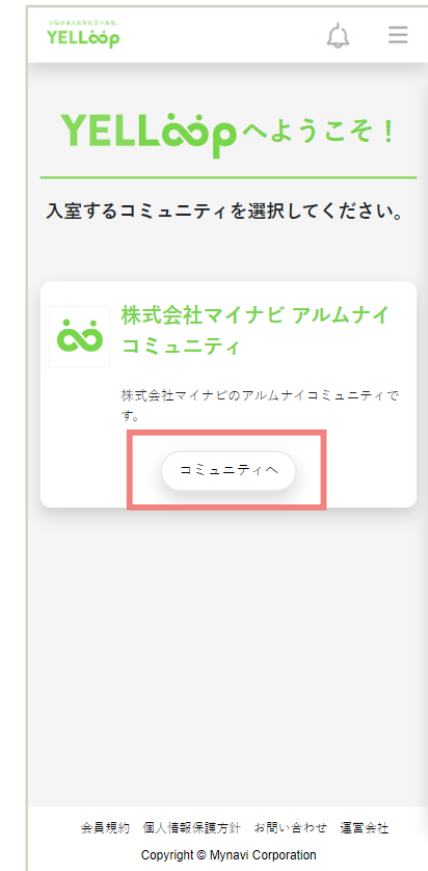 つながる人たちにエールを。
YELLoop
YELLoopへようこそ！
入室するコミュニティを選択してください。
株式会社マイナビ アルムナイ
コミュニティ
株式会社マイナビのアルムナイコミュニティで
す。
コミュニティへ
会員規約 個人情報保護方針 お問い合わせ 運営会社
Copyright © Mynavi Corporation